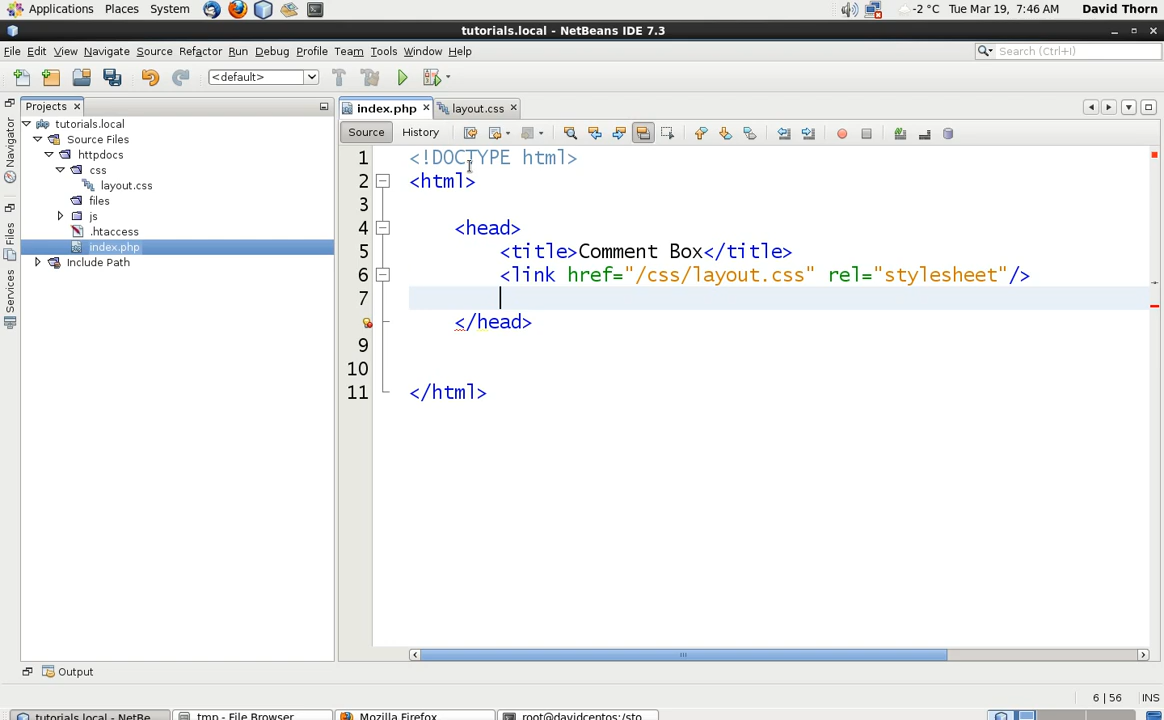 Applications Places System -2 °C Tue Mar 19, 7:46 AM David Thorn
tutorials.local - NetBeans IDE 7.3
File Edit View Navigate Source Refactor Run Debug Profile Team Tools Window Help Search (Ctrl+I)
<default>
Projects index.php layout.css
Source History
Navigator
Files
Services
tutorials.local
Source Files
httpdocs
css
layout.css
files
js
.htaccess
index.php
Include Path
1 <!DOCTYPE html>
2 <html>
3
4 <head>
5 <title>Comment Box</title>
6 <link href="/css/layout.css" rel="stylesheet"/>
7
</head>
9
10
11 </html>
Output
6 | 56 INS
tutorials.local - NetBe... tmp - File Browser Mozilla Firefox root@davidcentos:/sto...